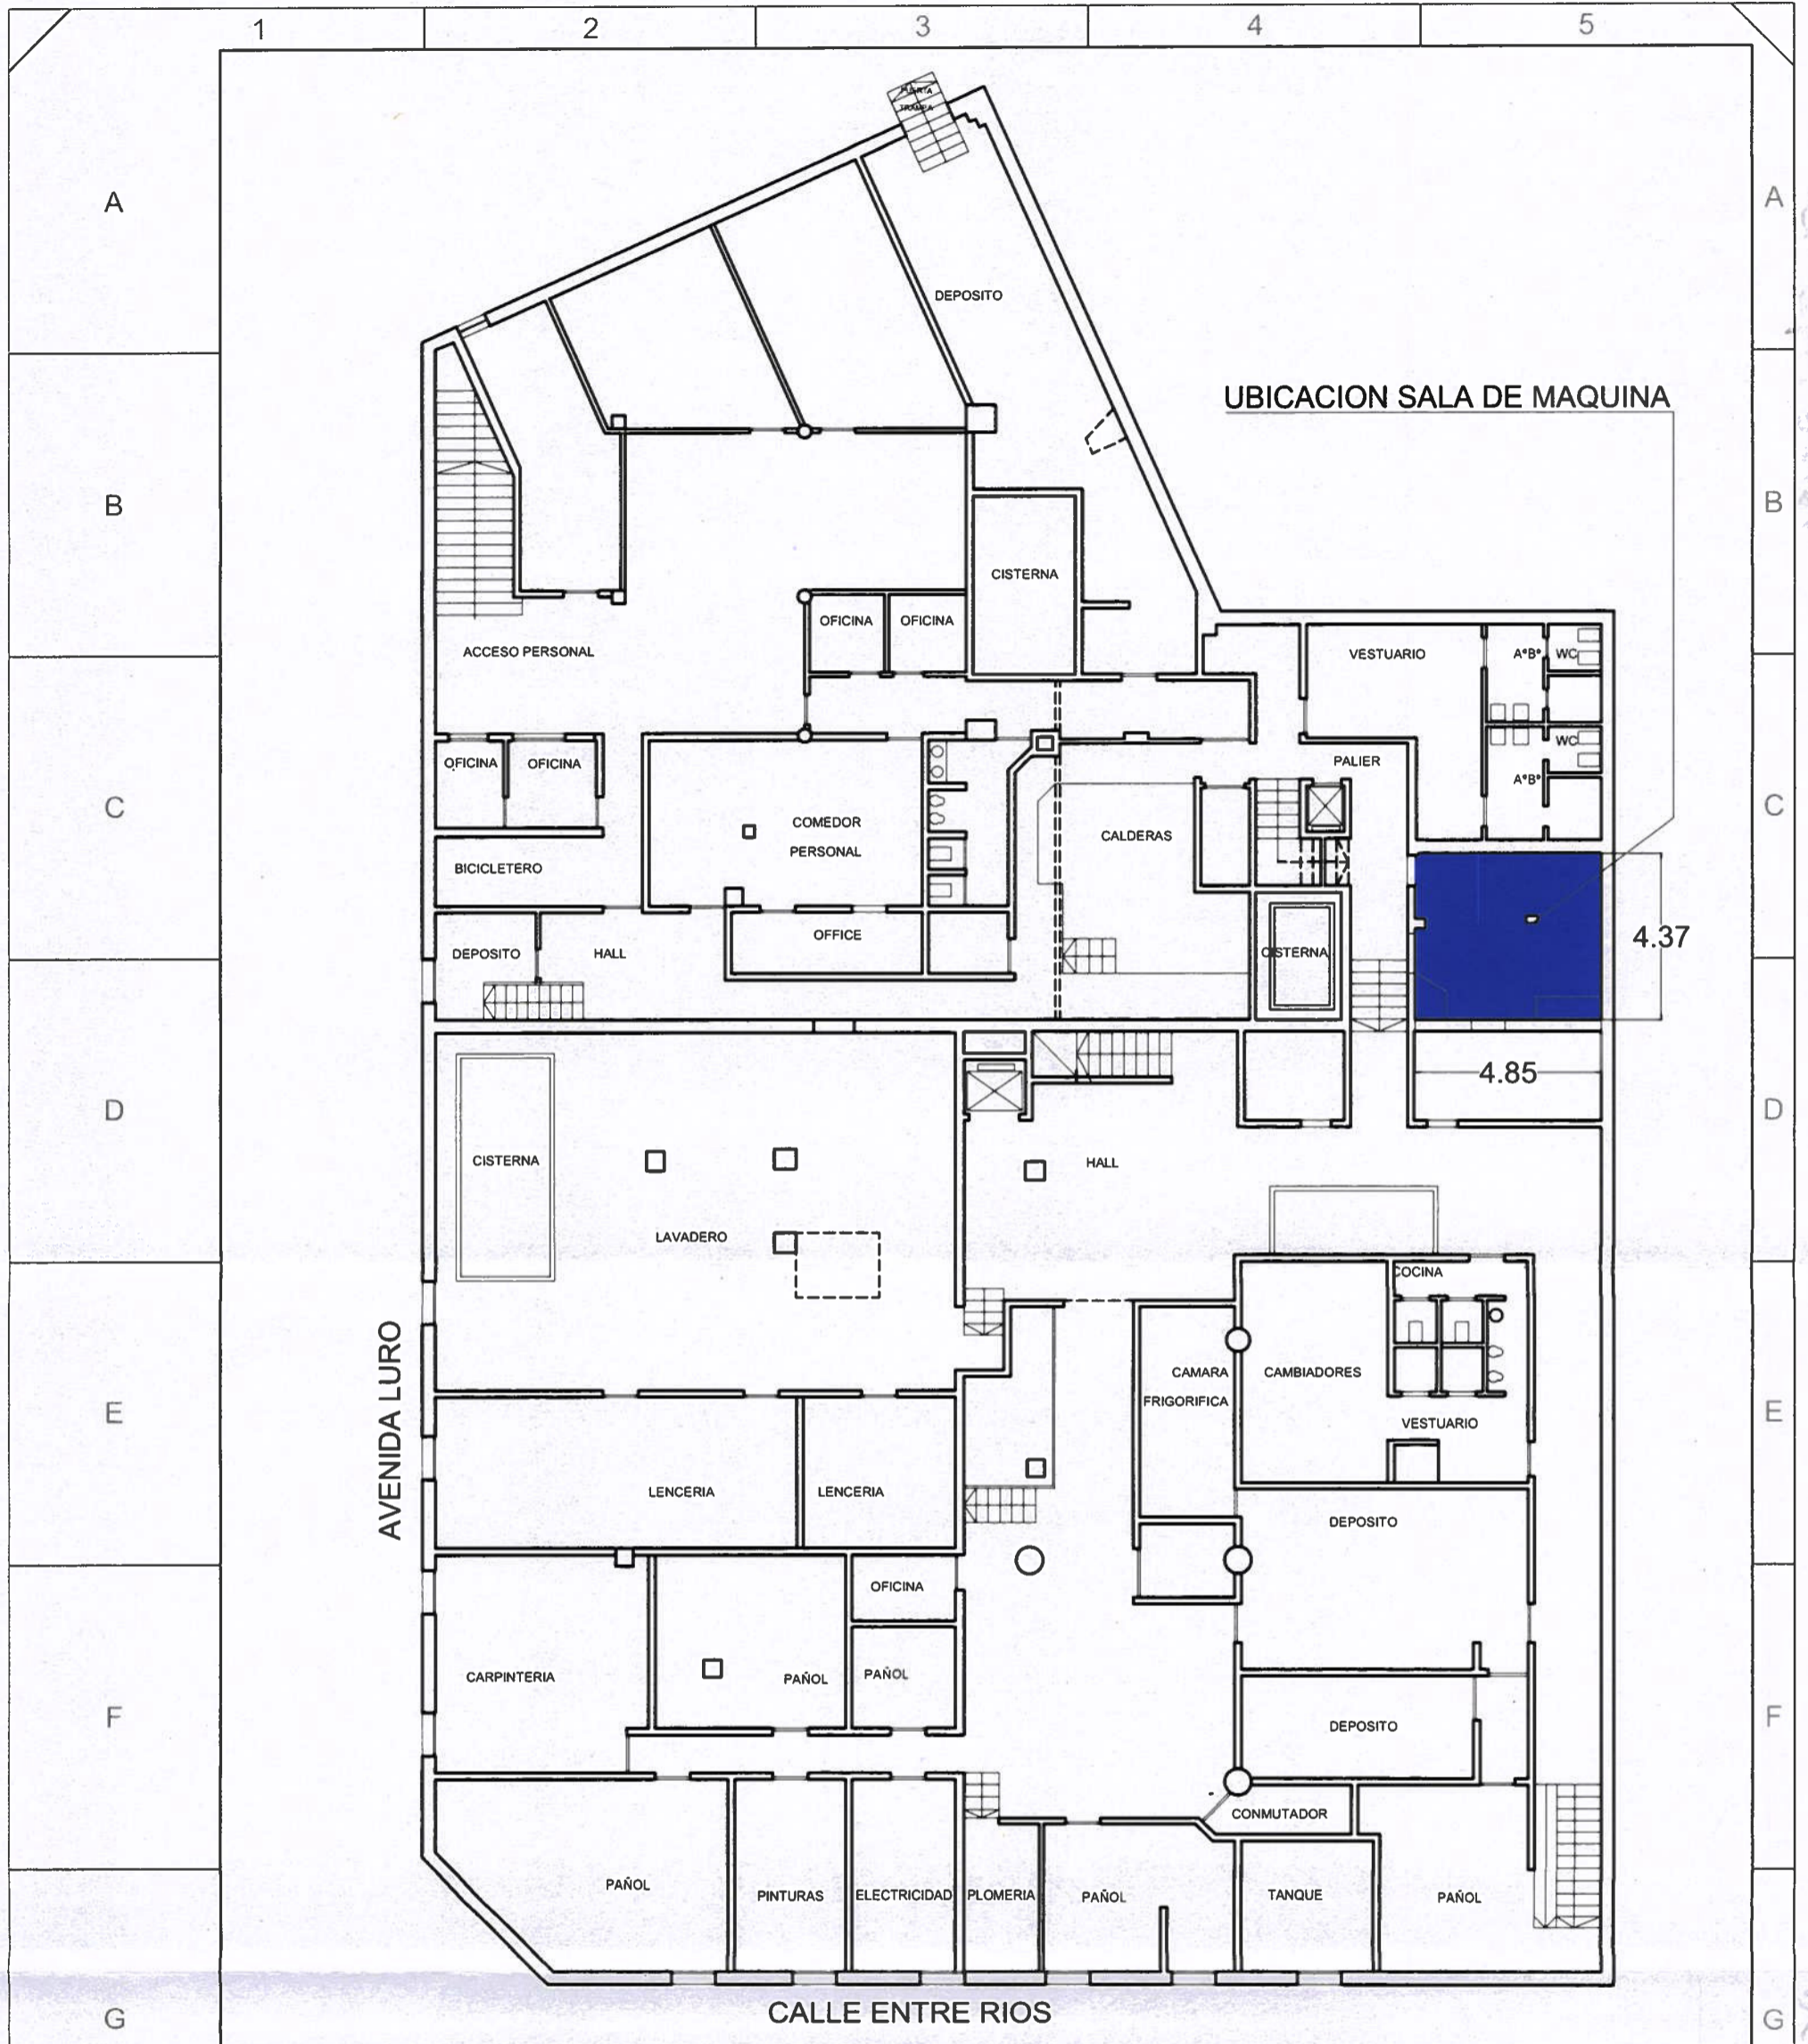 1 2 3 4 5
PUERTA
TRAMPA
A A
DEPOSITO
UBICACION SALA DE MAQUINA
B B
CISTERNA
OFICINA OFICINA
ACCESO PERSONAL
VESTUARIO
A°B° WC
WC
A°B°
OFICINA OFICINA
PALIER
C C
COMEDOR
PERSONAL
CALDERAS
BICICLETERO
OFFICE
4.37
DEPOSITO HALL
CISTERNA
4.85
D D
CISTERNA
HALL
LAVADERO
COCINA
AVENIDA LURO
CAMARA
FRIGORIFICA
CAMBIADORES
E E
VESTUARIO
LENCERIA LENCERIA
DEPOSITO
OFICINA
CARPINTERIA
PAÑOL
PAÑOL
F F
DEPOSITO
CONMUTADOR
PAÑOL
PINTURAS
ELECTRICIDAD
PLOMERIA
PAÑOL
TANQUE
PAÑOL
CALLE ENTRE RIOS
G G